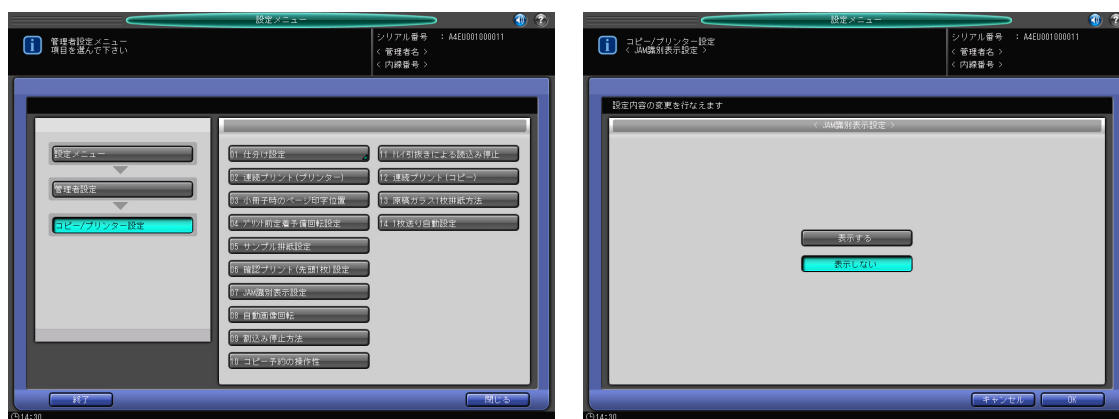 設定メニュー
管理者設定メニュー
項目を選んで下さい
シリアル番号 : A4EU001000011
< 管理者名 >
< 内線番号 >
設定メニュー
管理者設定
コピー/プリンター設定
01 仕分け設定
02 連続プリント(プリンター)
03 小冊子時のページ印字位置
04 プリント前定着予備回転設定
05 サンプル排紙設定
06 確認プリント(先頭1枚)設定
07 JAM識別表示設定
08 自動画像回転
09 割込み停止方法
10 コピー予約の操作性
11 トレイ引抜きによる読込み停止
12 連続プリント(コピー)
13 原稿ガラス1枚排紙方法
14 1枚送り自動設定
終了
閉じる
14:30
設定メニュー
コピー/プリンター設定
< JAM識別表示設定 >
シリアル番号 : A4EU001000011
< 管理者名 >
< 内線番号 >
設定内容の変更を行なえます
< JAM識別表示設定 >
表示する
表示しない
キャンセル
OK
14:30